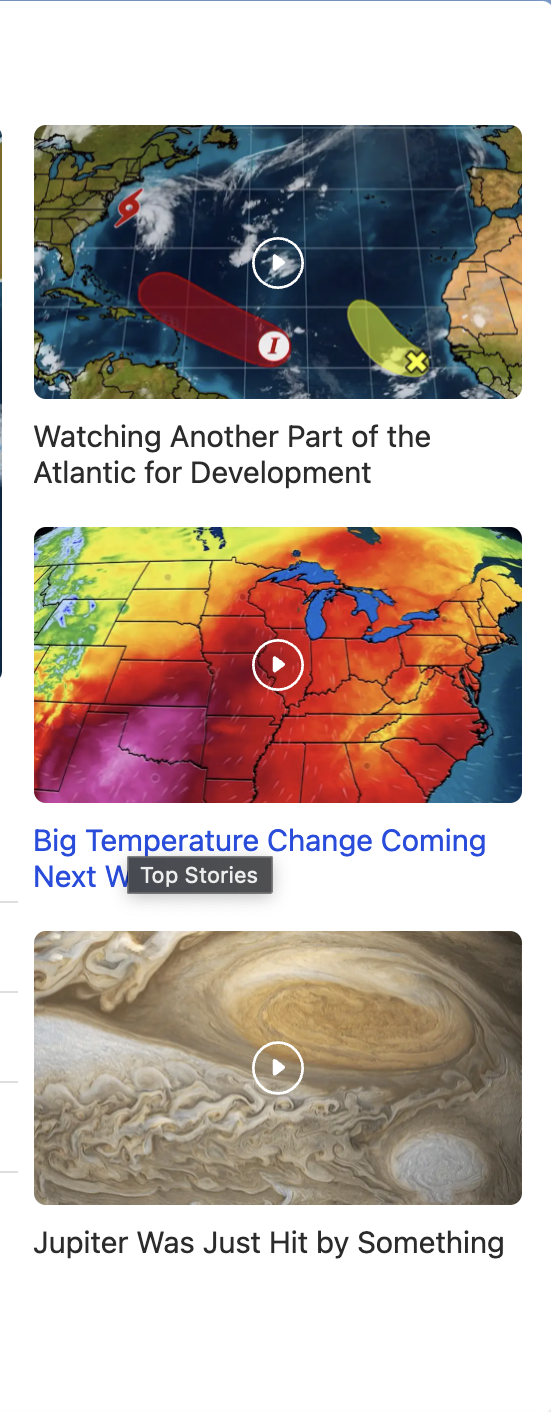 I
Watching Another Part of the
Atlantic for Development
Big Temperature Change Coming
Next W
Top Stories
Jupiter Was Just Hit by Something